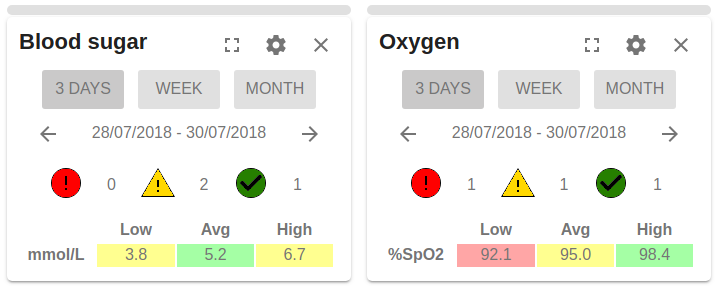 Blood sugar
3 DAYS WEEK MONTH
28/07/2018 - 30/07/2018
! 0 ! 2 1
Low Avg High
mmol/L 3.8 5.2 6.7
Oxygen
3 DAYS WEEK MONTH
28/07/2018 - 30/07/2018
! 1 ! 1 1
Low Avg High
%SpO2 92.1 95.0 98.4